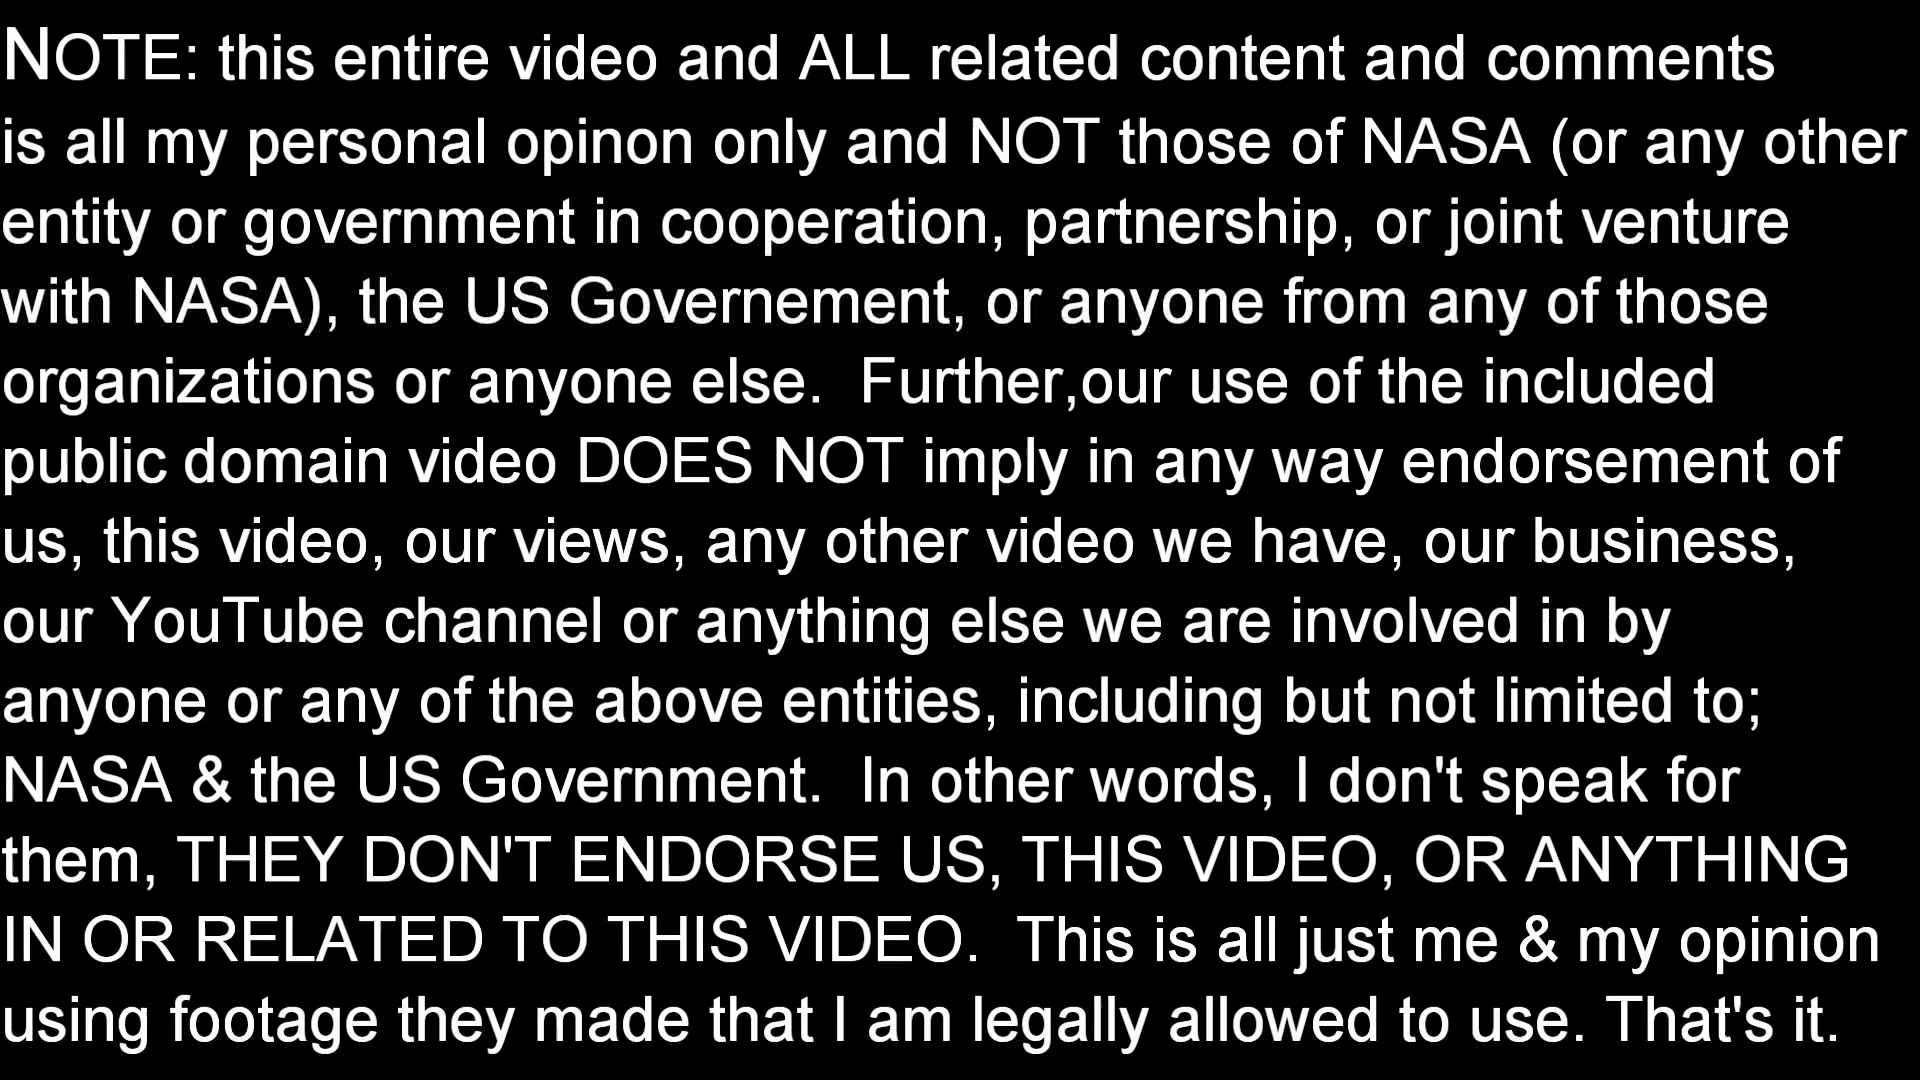 NOTE: this entire video and ALL related content and comments
is all my personal opinon only and NOT those of NASA (or any other
entity or government in cooperation, partnership, or joint venture
with NASA), the US Governement, or anyone from any of those
organizations or anyone else.  Further,our use of the included
public domain video DOES NOT imply in any way endorsement of
us, this video, our views, any other video we have, our business,
our YouTube channel or anything else we are involved in by
anyone or any of the above entities, including but not limited to;
NASA & the US Government.  In other words, I don't speak for
them, THEY DON'T ENDORSE US, THIS VIDEO, OR ANYTHING
IN OR RELATED TO THIS VIDEO.  This is all just me & my opinion
using footage they made that I am legally allowed to use. That's it.